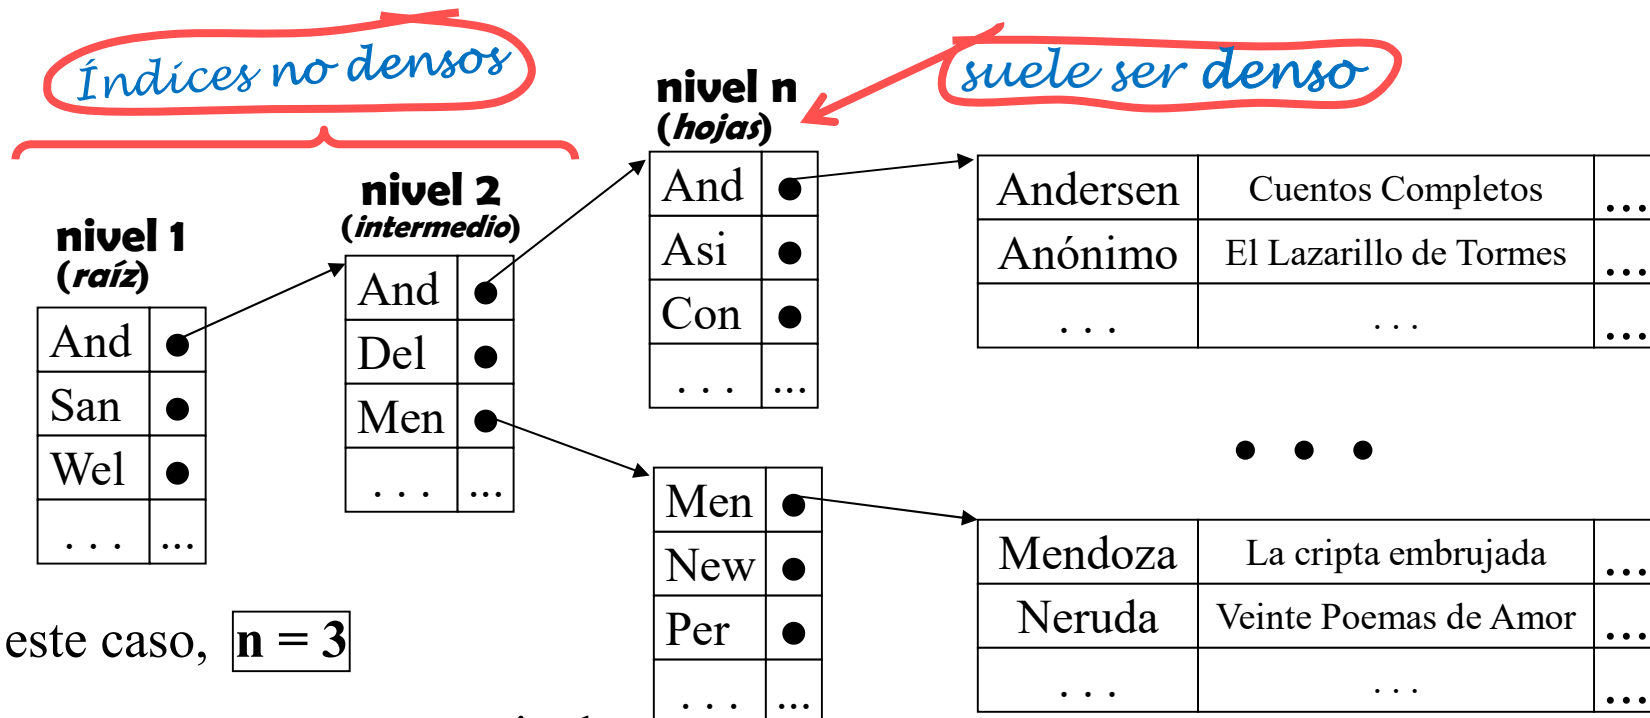 Índices no densos
suele ser denso
nivel 1
(raíz)
And
San
Wel
. . . ...
nivel 2
(intermedio)
And
Del
Men
. . . ...
nivel n
(hojas)
And
Asi
Con
. . . ...
Men
New
Per
. . . ...
Andersen Cuentos Completos ...
Anónimo El Lazarillo de Tormes ...
. . . . . . ...
• • •
Mendoza La cripta embrujada ...
Neruda Veinte Poemas de Amor ...
. . . . . . ...
este caso, n = 3